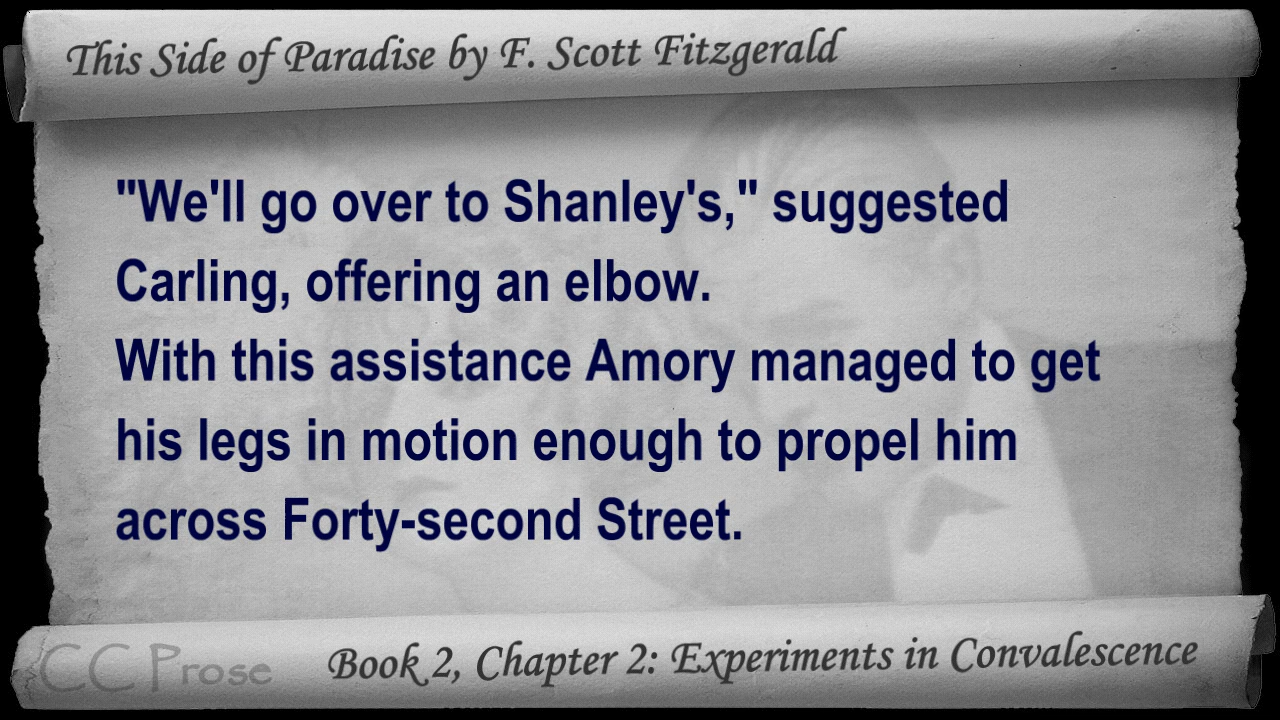 This Side of Paradise by F. Scott Fitzgerald
"We'll go over to Shanley's," suggested
Carling, offering an elbow.
With this assistance Amory managed to get
his legs in motion enough to propel him
across Forty-second Street.
CC Prose
Book 2, Chapter 2: Experiments in Convalescence